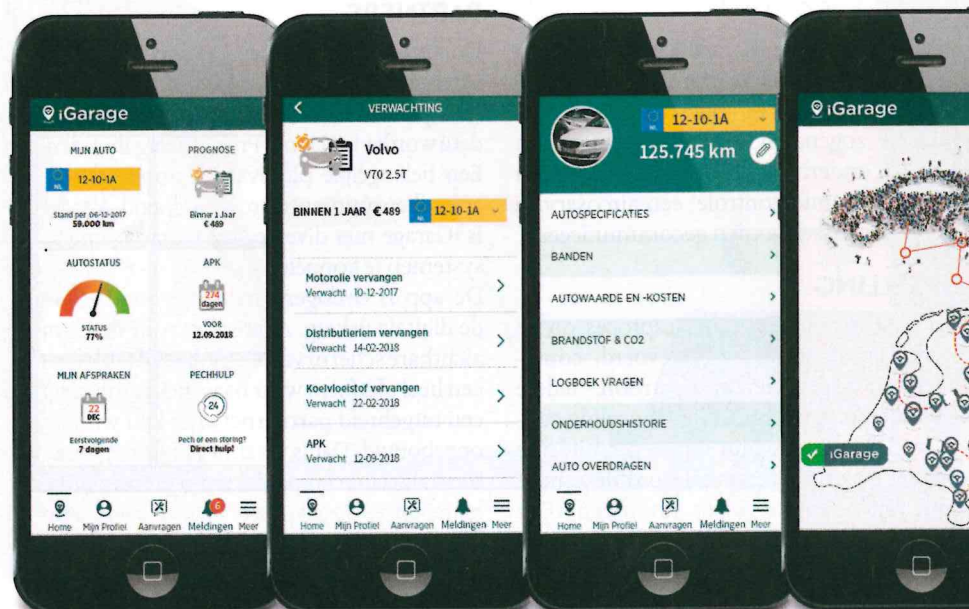 iGarage
MIJN AUTO
NL 12-10-1A
Stand per 06-12-2017
59.000 km
PROGNOSE
Binner 1 Jaar
€ 489
AUTOSTATUS
STATUS
77%
APK
274
dagen
VOOR
12.09.2018
MIJN AFSPRAKEN
22
DEC
Eerstvolgende
7 dagen
PECHHULP
24
Pech of een storing?
Direct hulp!
6
Home Mijn Profiel Aanvragen Meldingen Meer
VERWACHTING
Volvo
V70 2.5T
BINNEN 1 JAAR € 489 NL 12-10-1A
Motorolie vervangen
Verwacht 10-12-2017
Distributieriem vervangen
Verwacht 14-02-2018
Koelvloeistof vervangen
Verwacht 22-02-2018
APK
Verwacht 12-09-2018
Home Mijn Profiel Aanvragen Meldingen Meer
NL 12-10-1A
125.745 km
AUTOSPECIFICATIES
BANDEN
AUTOWAARDE EN -KOSTEN
BRANDSTOF & CO2
LOGBOEK VRAGEN
ONDERHOUDSHISTORIE
AUTO OVERDRAGEN
Home Mijn Profiel Aanvragen Meldingen Meer
iGarage
iGarage